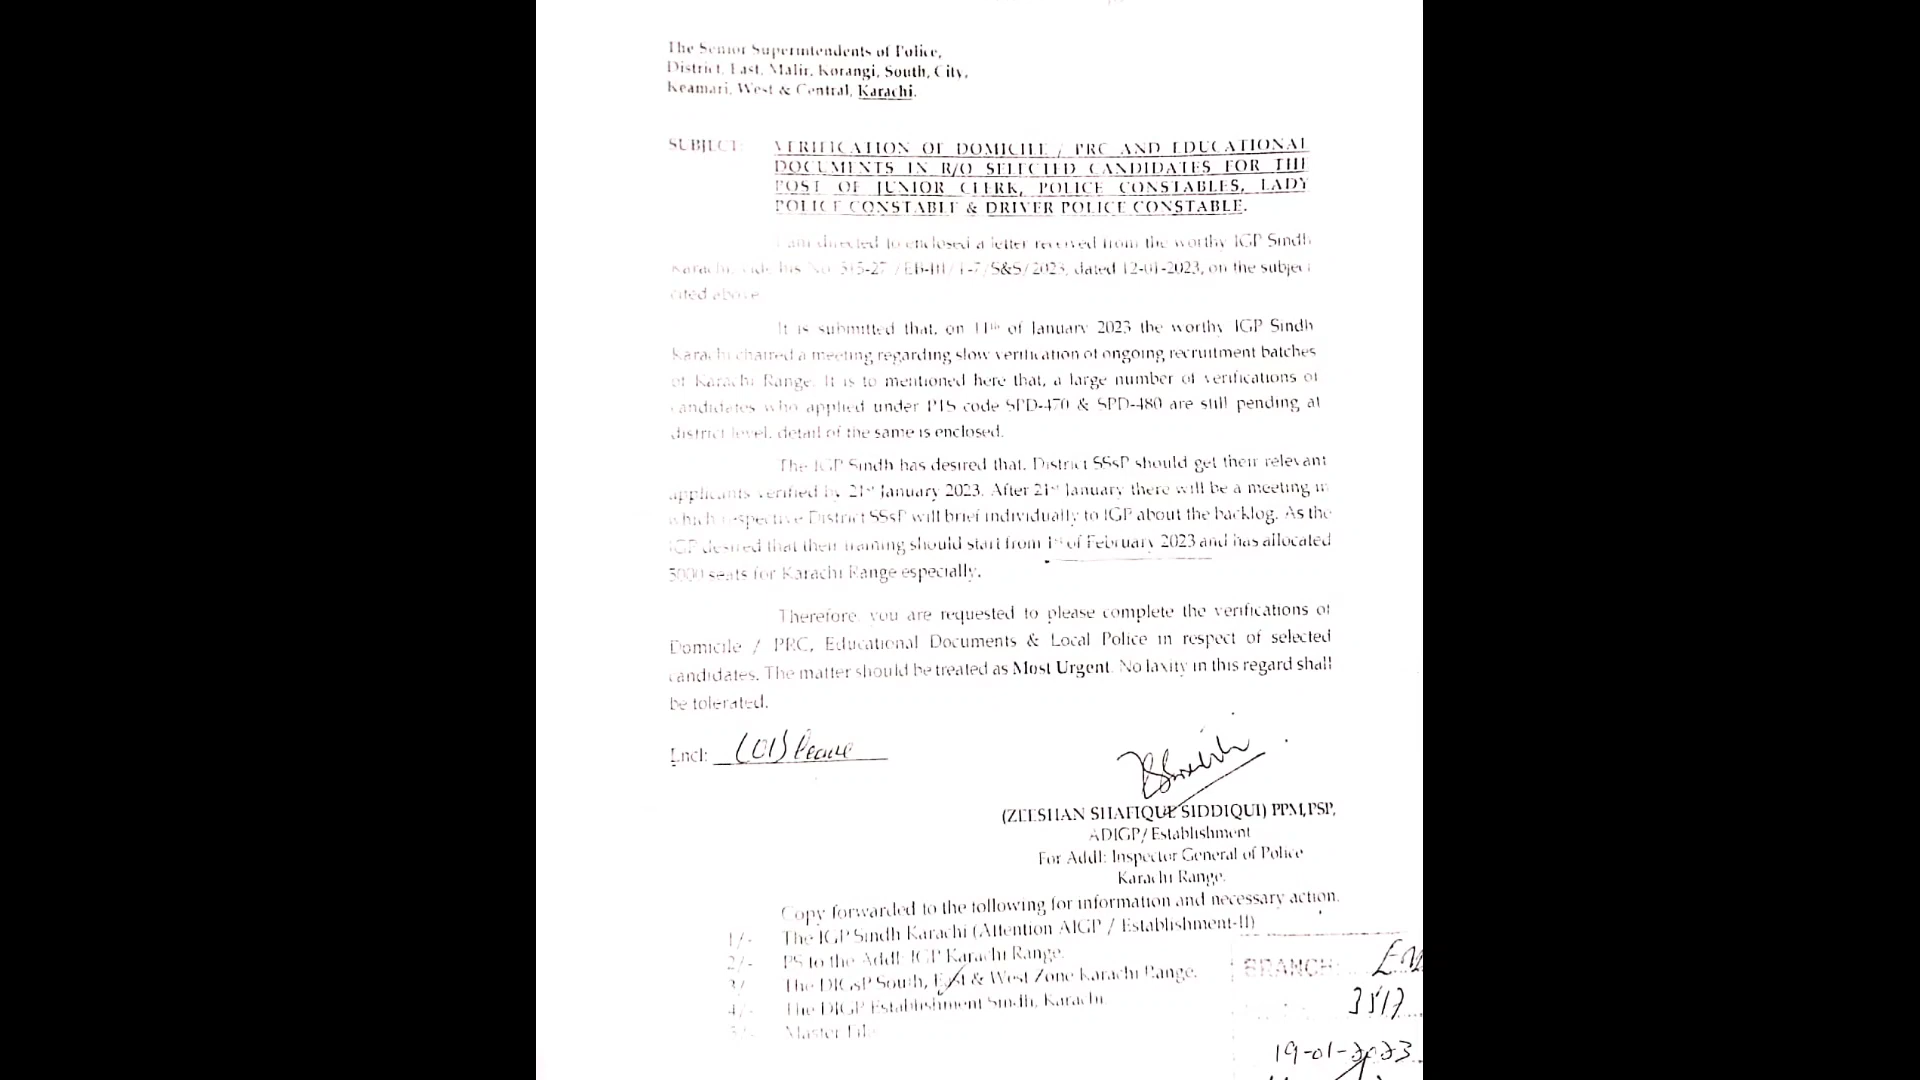 The Senior Superintendents of Police,
District, East, Malir, Korangi, South, City,
Keamari, West & Central, Karachi.
SUBJECT: VERIFICATION OF DOMICILE / PRC AND EDUCATIONAL
DOCUMENTS IN R/O SELECTED CANDIDATES FOR THE
POST OF JUNIOR CLERK, POLICE CONSTABLES, LADY
POLICE CONSTABLE & DRIVER POLICE CONSTABLE.
I am directed to enclosed a letter received from the worthy IGP Sindh
Karachi, vide his No. 515-27 /EB-III/T-7/S&S/2023, dated 12-01-2023, on the subject
cited above.
It is submitted that, on 11th of January 2023 the worthy IGP Sindh
Karachi chaired a meeting regarding slow verification of ongoing recruitment batches
of Karachi Range. It is to mentioned here that, a large number of verifications of
candidates who applied under PTS code SPD-470 & SPD-480 are still pending at
district level, detail of the same is enclosed.
The IGP Sindh has desired that, District SSsP should get their relevant
applicants verified by 21st January 2023. After 21st January there will be a meeting in
which respective District SSsP will brief individually to IGP about the backlog. As the
IGP desired that their training should start from 1st of February 2023 and has allocated
5000 seats for Karachi Range especially.
Therefore, you are requested to please complete the verifications of
Domicile / PRC, Educational Documents & Local Police in respect of selected
candidates. The matter should be treated as Most Urgent. No laxity in this regard shall
be tolerated.
Encl: (01) Please
(ZEESHAN SHAFIQUE SIDDIQUI) PPM,PSP,
ADIGP/Establishment
For Addl: Inspector General of Police
Karachi Range.
Copy forwarded to the following for information and necessary action.
1/- The IGP Sindh Karachi (Attention AIGP / Establishment-II)
2/- PS to the Addl: IGP Karachi Range.
3/- The DIGsP South, East & West Zone Karachi Range.
4/- The DIGP Establishment Sindh, Karachi.
5/- Master File
BRANCH:
3517
19-01-2023